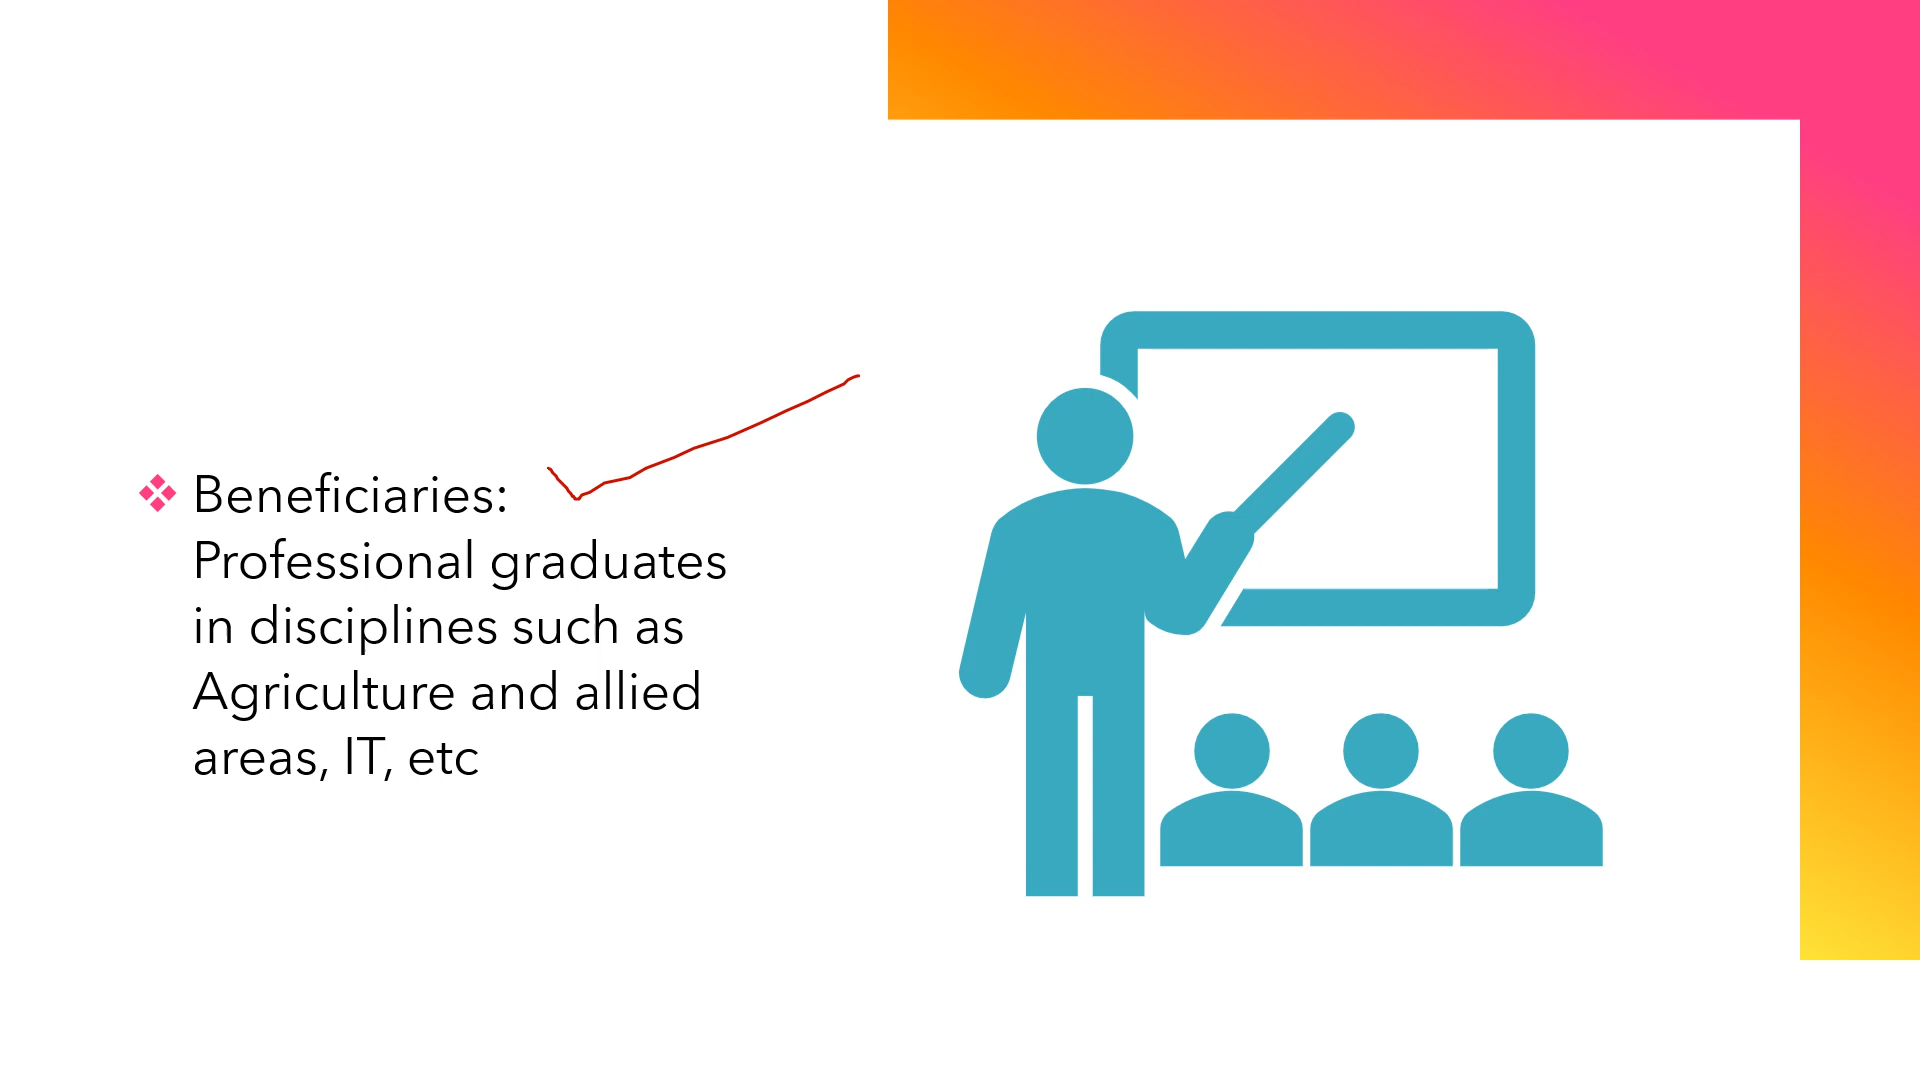 Beneficiaries:
Professional graduates
in disciplines such as
Agriculture and allied
areas, IT, etc